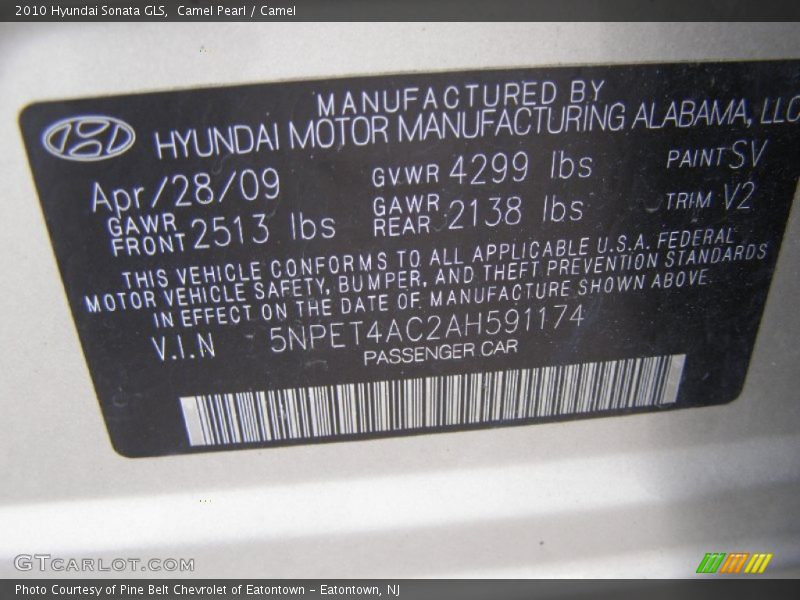 2010 Hyundai Sonata GLS,  Camel Pearl / Camel
MANUFACTURED BY
HYUNDAI MOTOR MANUFACTURING ALABAMA, LLC
Apr/28/09 GVWR 4299 lbs PAINT SV
GAWR FRONT 2513 lbs GAWR REAR 2138 lbs TRIM V2
THIS VEHICLE CONFORMS TO ALL APPLICABLE U.S.A. FEDERAL
MOTOR VEHICLE SAFETY, BUMPER, AND THEFT PREVENTION STANDARDS
IN EFFECT ON THE DATE OF MANUFACTURE SHOWN ABOVE.
V.I.N 5NPET4AC2AH591174
PASSENGER CAR
GTCARLOT.COM
Photo Courtesy of Pine Belt Chevrolet of Eatontown – Eatontown, NJ